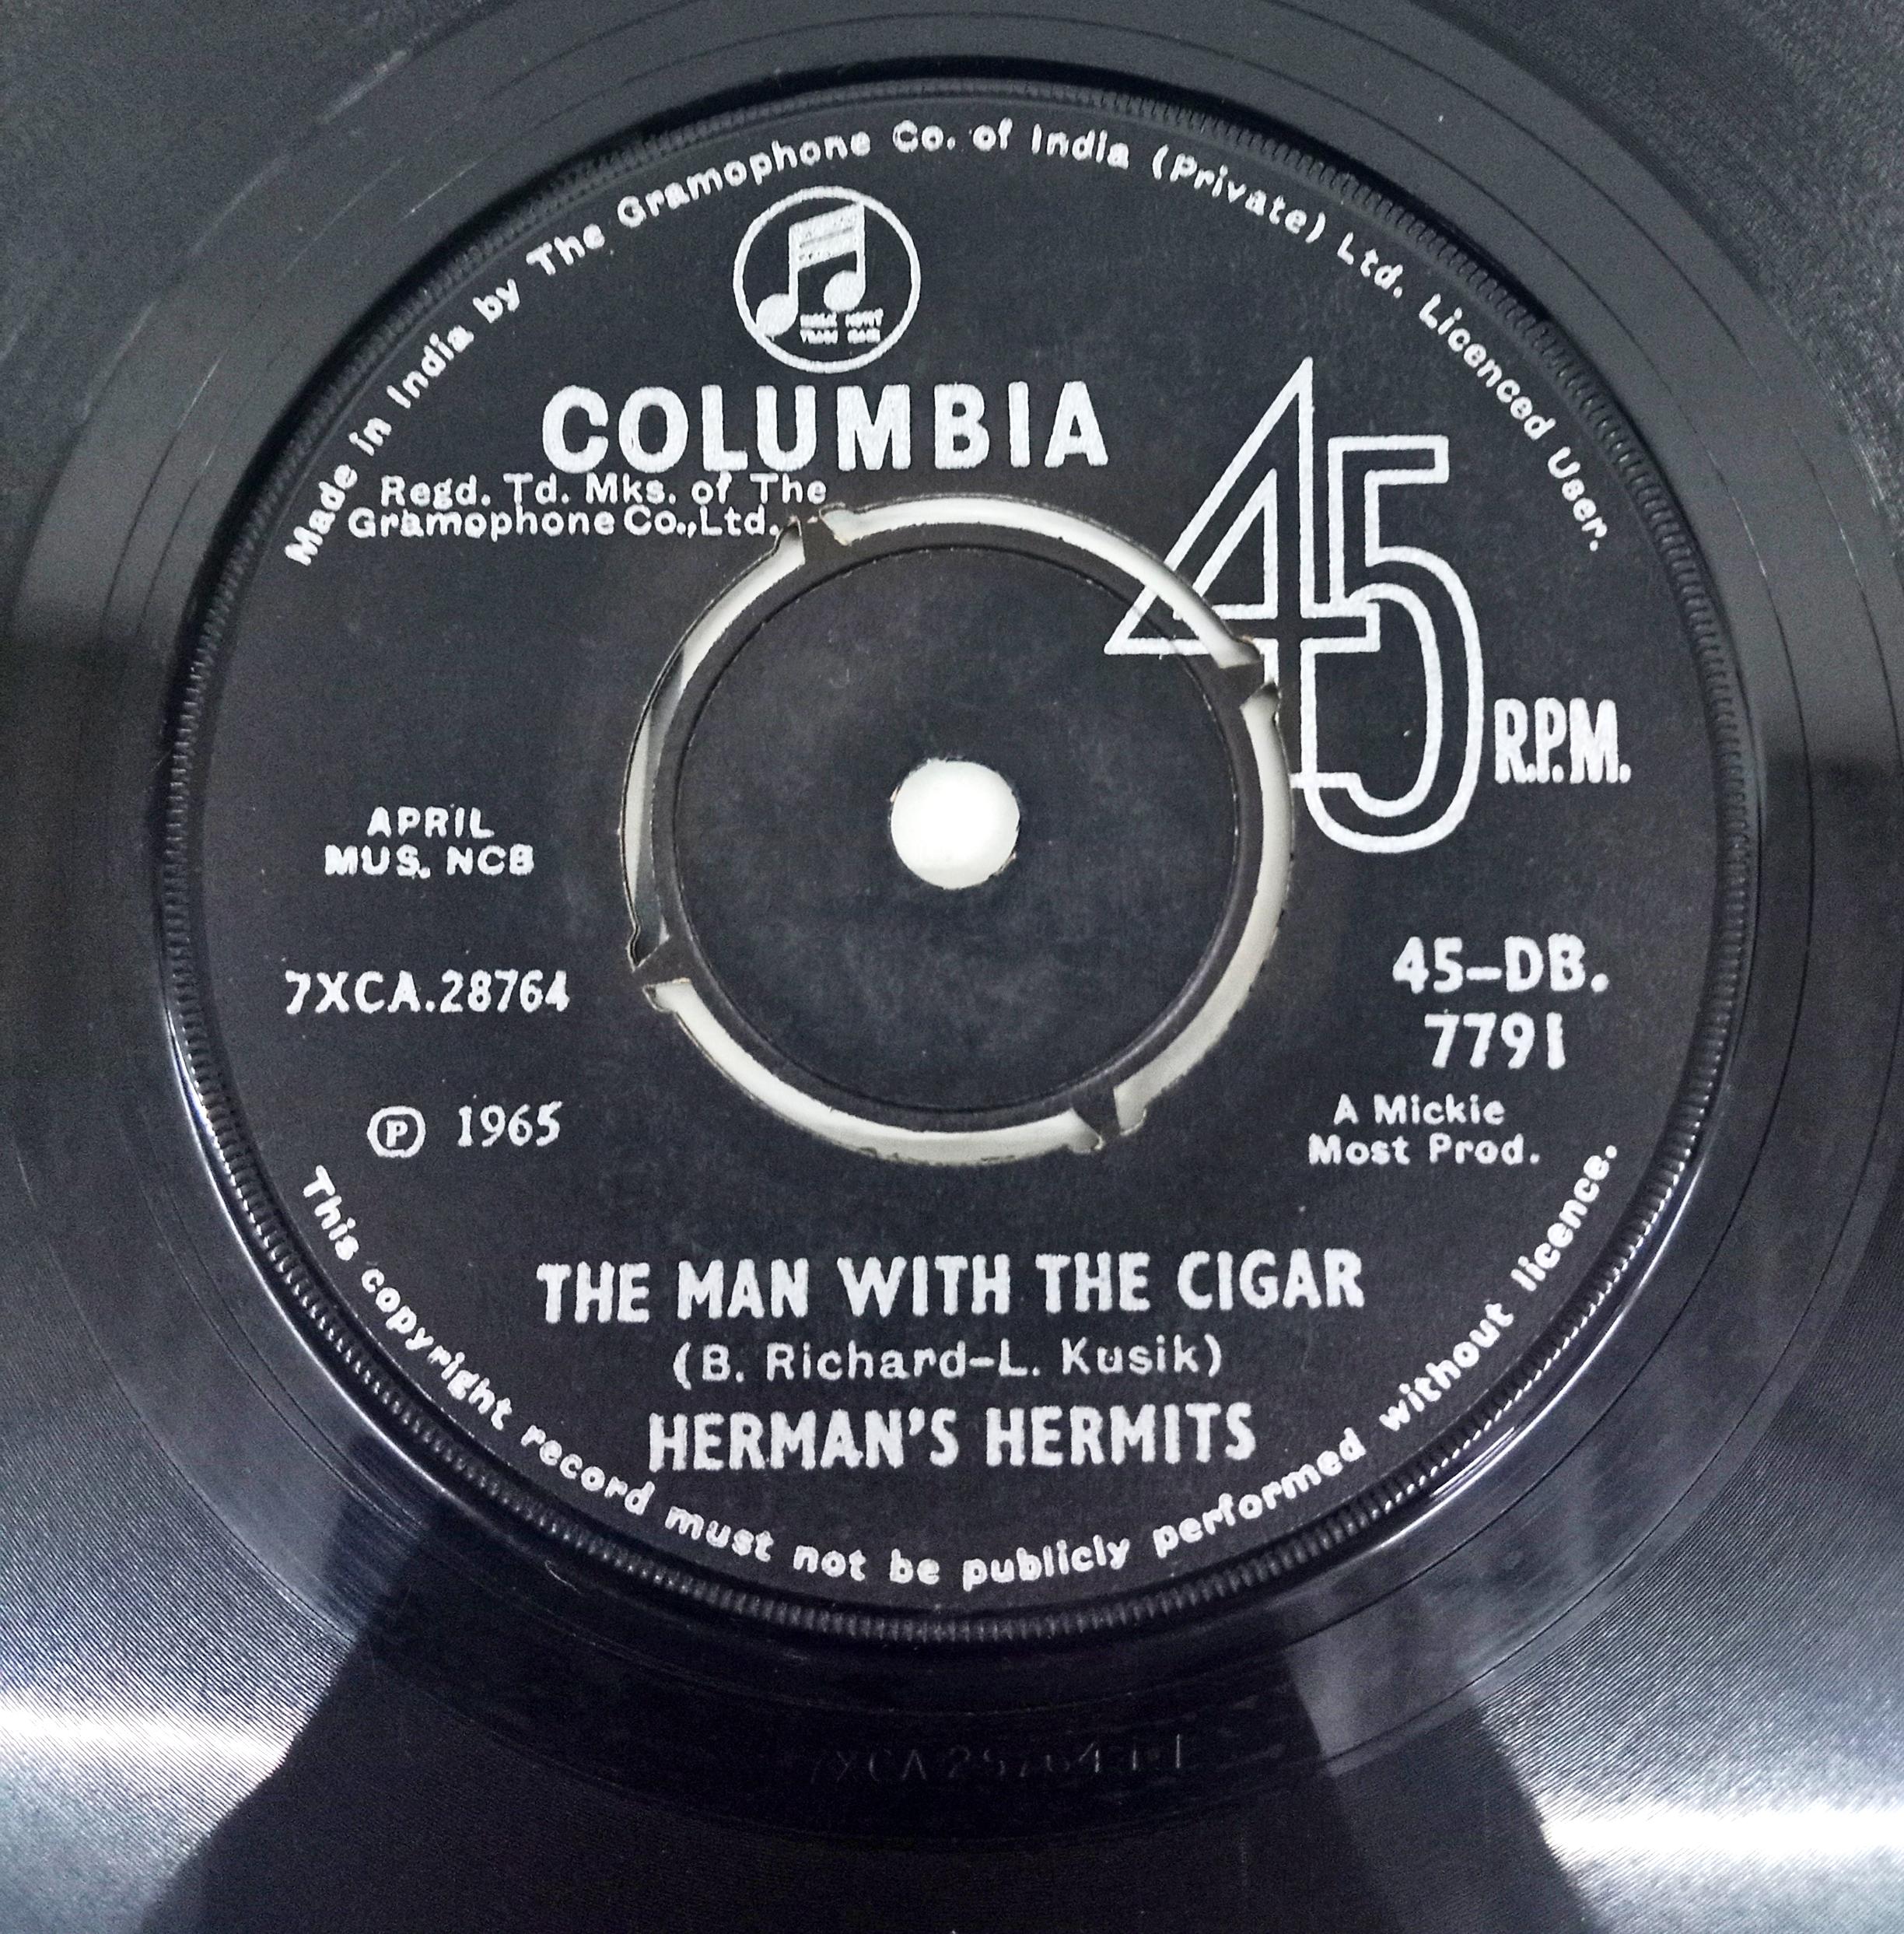 Made in India by The Gramophone Co. of India (Private) Ltd. Licenced User.
COLUMBIA
Regd. Td. Mks. of The
Gramophone Co., Ltd.
45
R.P.M.
APRIL
MUS. NCB
7XCA.28764
Ⓟ 1965
45-DB.
7791
A Mickie
Most Prod.
THE MAN WITH THE CIGAR
(B. Richard-L. Kusik)
HERMAN'S HERMITS
This copyright record must not be publicly performed without licence.